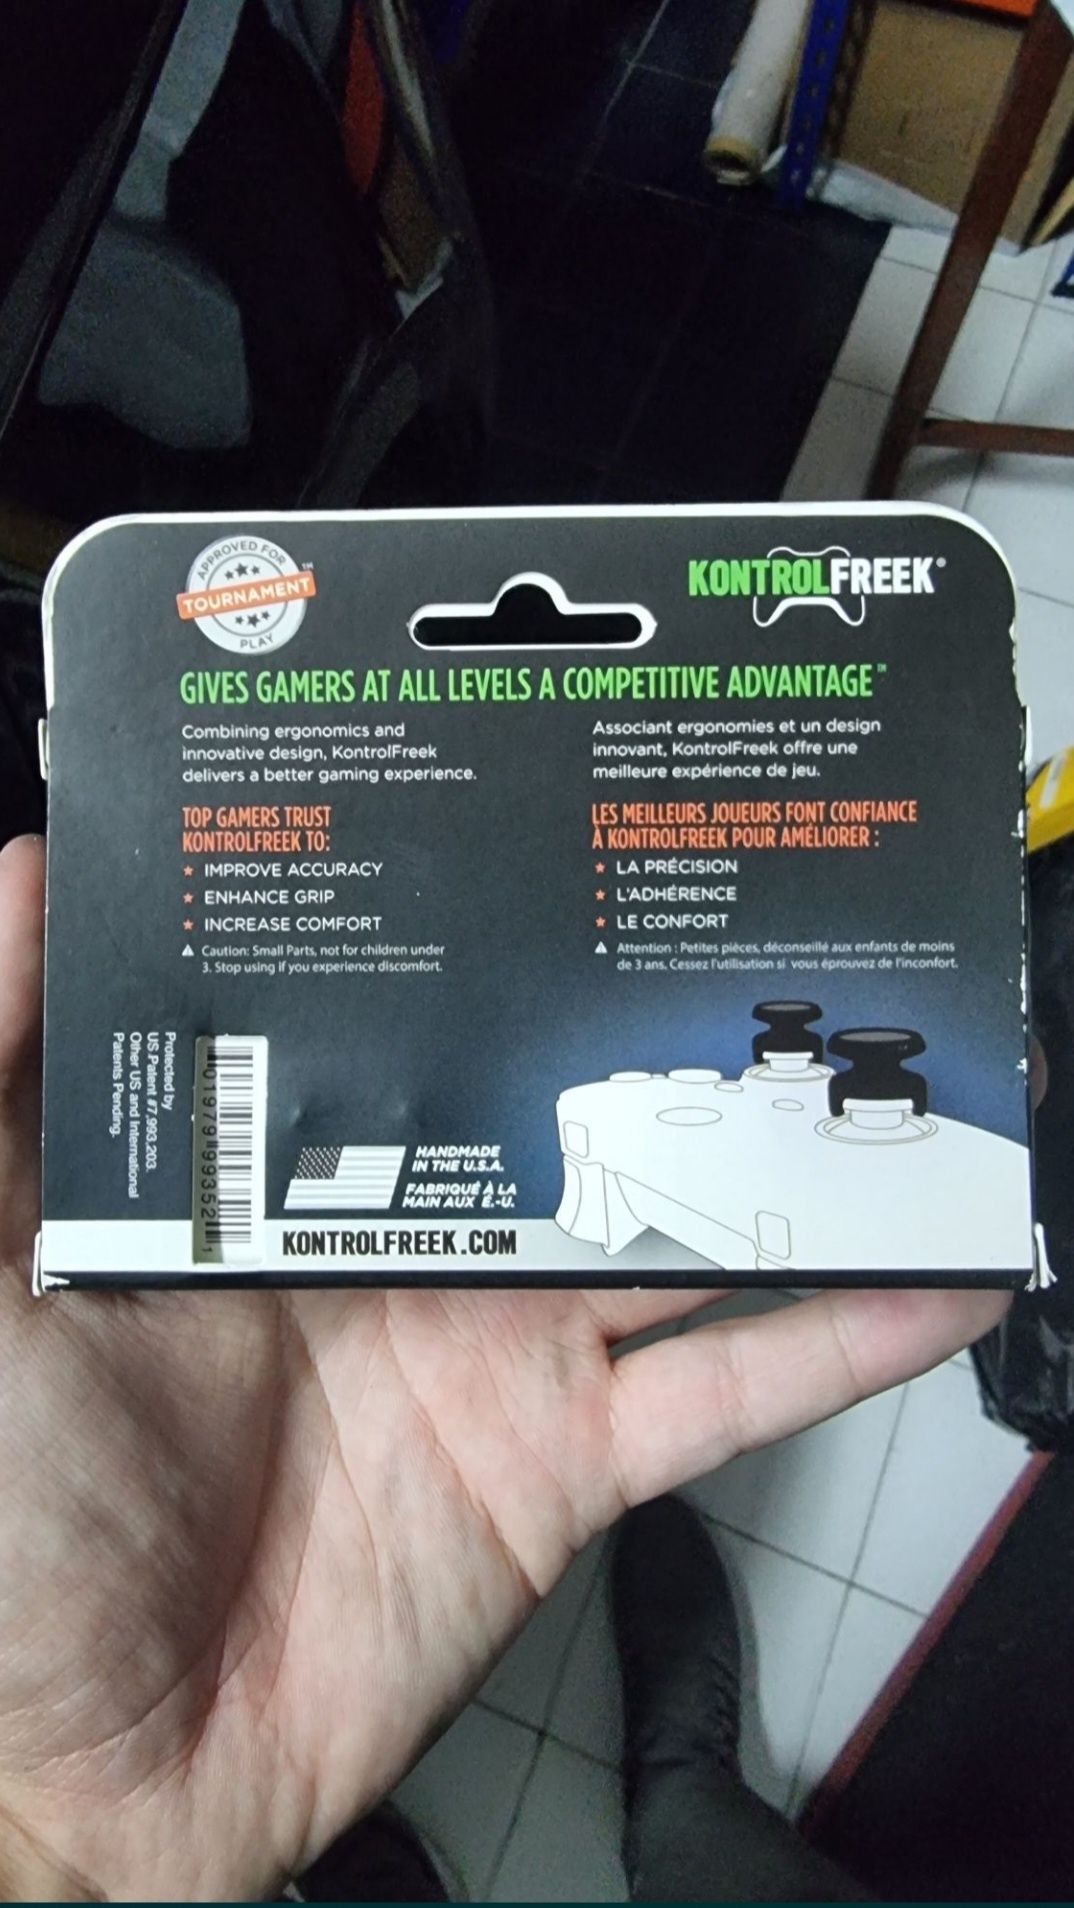 APPROVED FOR
TOURNAMENT™
PLAY
KONTROLFREEK®
GIVES GAMERS AT ALL LEVELS A COMPETITIVE ADVANTAGE™
Combining ergonomics and
innovative design, KontrolFreek
delivers a better gaming experience.
TOP GAMERS TRUST
KONTROLFREEK TO:
★ IMPROVE ACCURACY
★ ENHANCE GRIP
★ INCREASE COMFORT
Caution: Small Parts, not for children under
3. Stop using if you experience discomfort.
Associant ergonomies et un design
innovant, KontrolFreek offre une
meilleure expérience de jeu.
LES MEILLEURS JOUEURS FONT CONFIANCE
À KONTROLFREEK POUR AMÉLIORER :
★ LA PRÉCISION
★ L'ADHÉRENCE
★ LE CONFORT
Attention : Petites pièces, déconseillé aux enfants de moins
de 3 ans. Cessez l'utilisation si vous éprouvez de l'inconfort.
Protected by
US Patent #7,993,203.
Other US and International
Patents Pending.
HANDMADE
IN THE U.S.A.
FABRIQUÉ À LA
MAIN AUX É.-U.
KONTROLFREEK.COM